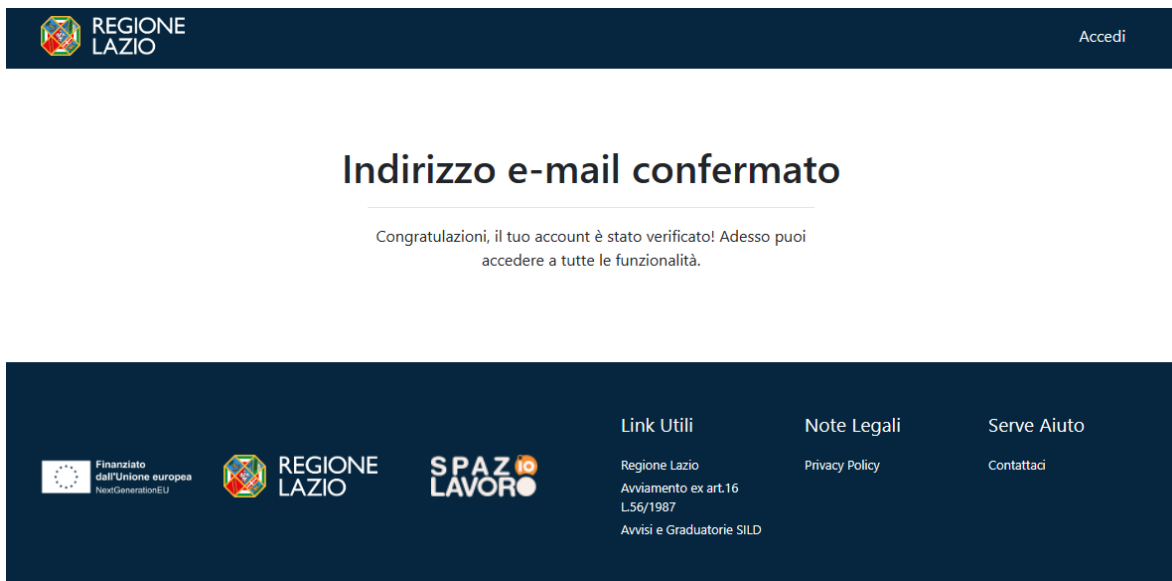 REGIONE
LAZIO
Accedi
Indirizzo e-mail confermato
Congratulazioni, il tuo account è stato verificato! Adesso puoi
accedere a tutte le funzionalità.
Finanziato
dall'Unione europea
NextGenerationEU
REGIONE
LAZIO
SPAZIO
LAVORO
Link Utili
Regione Lazio
Avviamento ex art.16
L.56/1987
Avvisi e Graduatorie SILD
Note Legali
Privacy Policy
Serve Aiuto
Contattaci